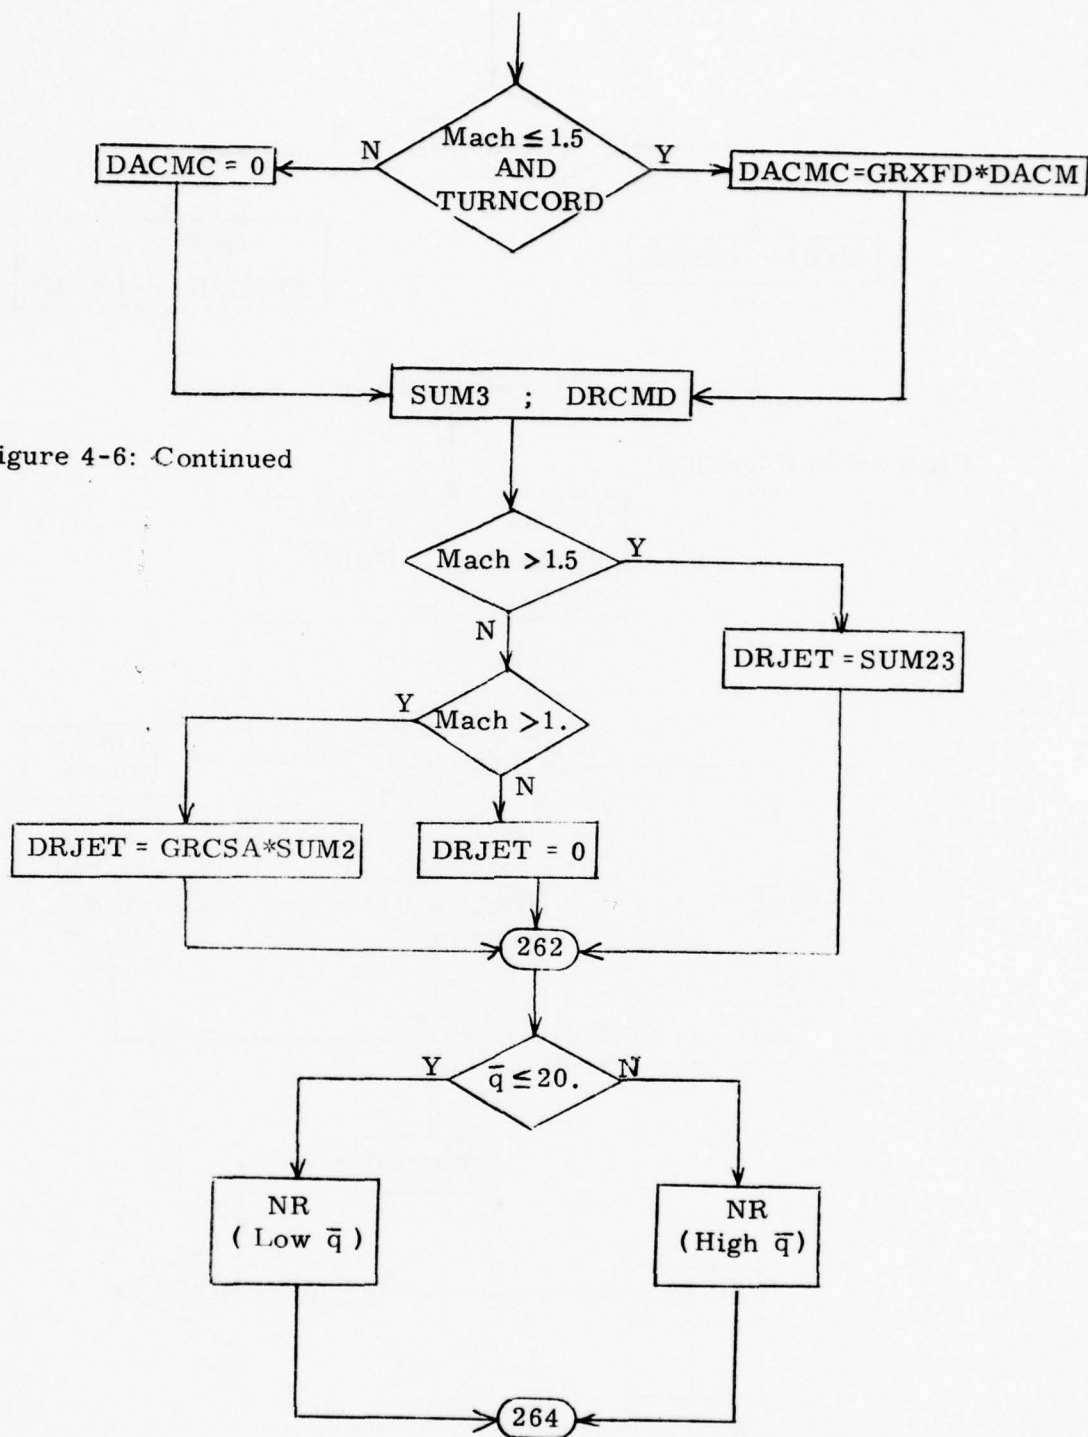 Mach ≤ 1.5
AND
TURNCORD
N
Y
DACMC = 0
DACMC=GRXFD*DACM
SUM3 ; DRCMD
igure 4-6: Continued
Mach >1.5
Y
N
DRJET = SUM23
Mach >1.
Y
N
DRJET = GRCSA*SUM2
DRJET = 0
262
q̅ ≤ 20.
Y
N
NR
( Low q̅ )
NR
(High q̅)
264